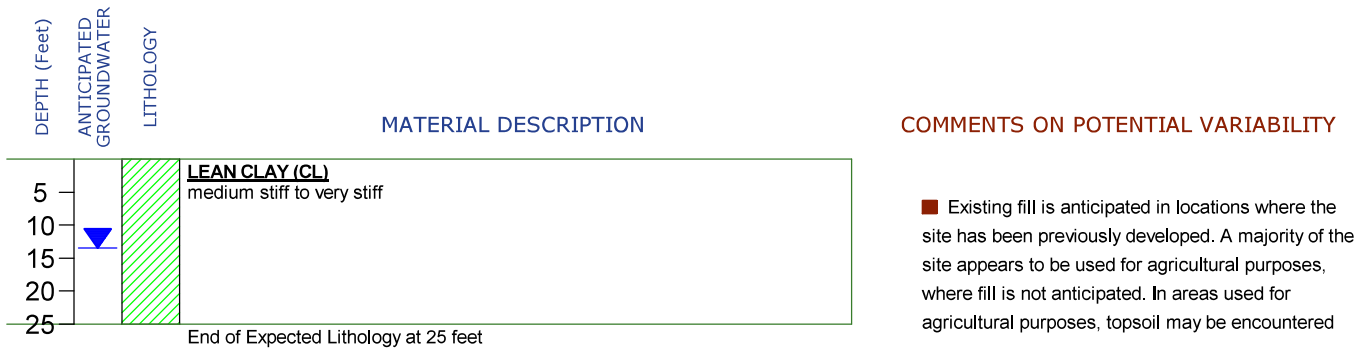 DEPTH (Feet)
ANTICIPATED
GROUNDWATER
LITHOLOGY
MATERIAL DESCRIPTION
COMMENTS ON POTENTIAL VARIABILITY
LEAN CLAY (CL)
medium stiff to very stiff
5
10
15
20
25
End of Expected Lithology at 25 feet
Existing fill is anticipated in locations where the
site has been previously developed. A majority of the
site appears to be used for agricultural purposes,
where fill is not anticipated. In areas used for
agricultural purposes, topsoil may be encountered